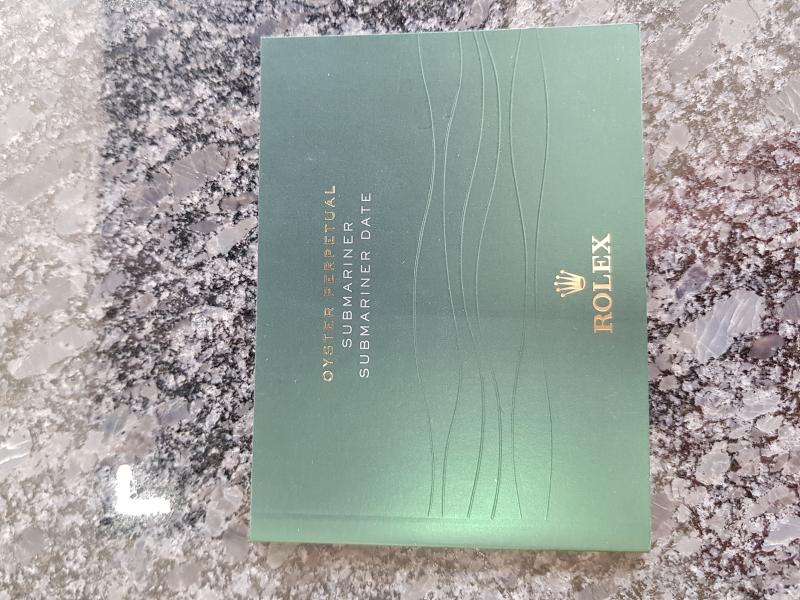 OYSTER PERPETUAL
SUBMARINER
SUBMARINER DATE
ROLEX